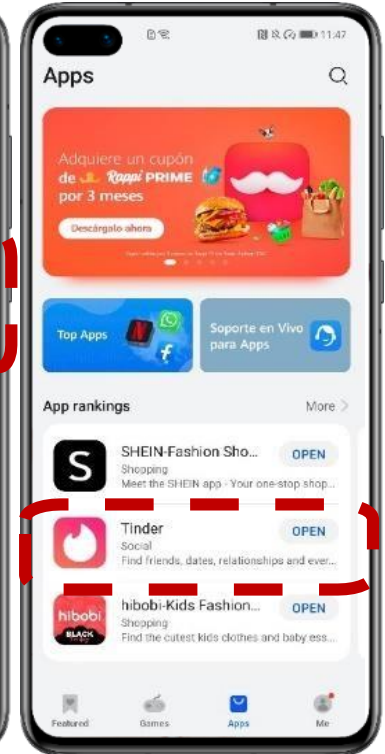 11:47
Apps
Adquiere un cupón
de Rappi PRIME
por 3 meses
Descárgalo ahora
Top Apps
Soporte en Vivo
para Apps
App rankings
More
S
SHEIN-Fashion Sho...
OPEN
Shopping
Meet the SHEIN app - Your one-stop shop...
Tinder
OPEN
Social
Find friends, dates, relationships and ever...
hibobi
BLACK
hibobi-Kids Fashion...
OPEN
Shopping
Find the cutest kids clothes and baby ess...
Featured
Games
Apps
Me